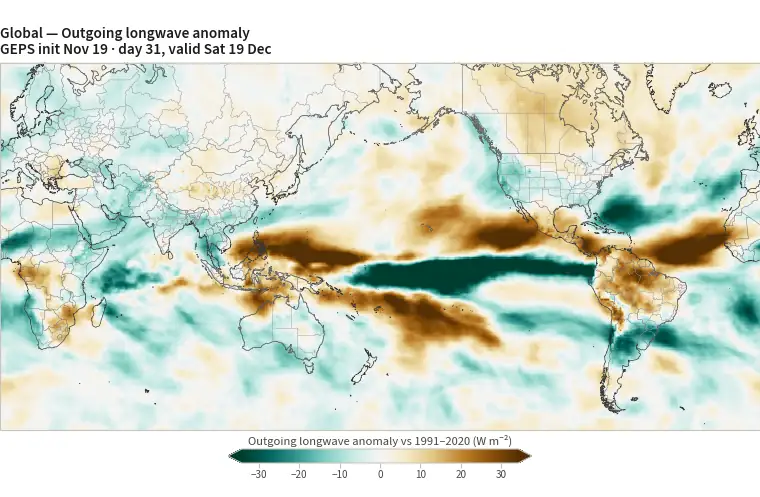 Global — Outgoing longwave anomaly
GEPS init Nov 19 · day 31, valid Sat 19 Dec
Outgoing longwave anomaly vs 1991–2020 (W m⁻²)
−30 −20 −10 0 10 20 30